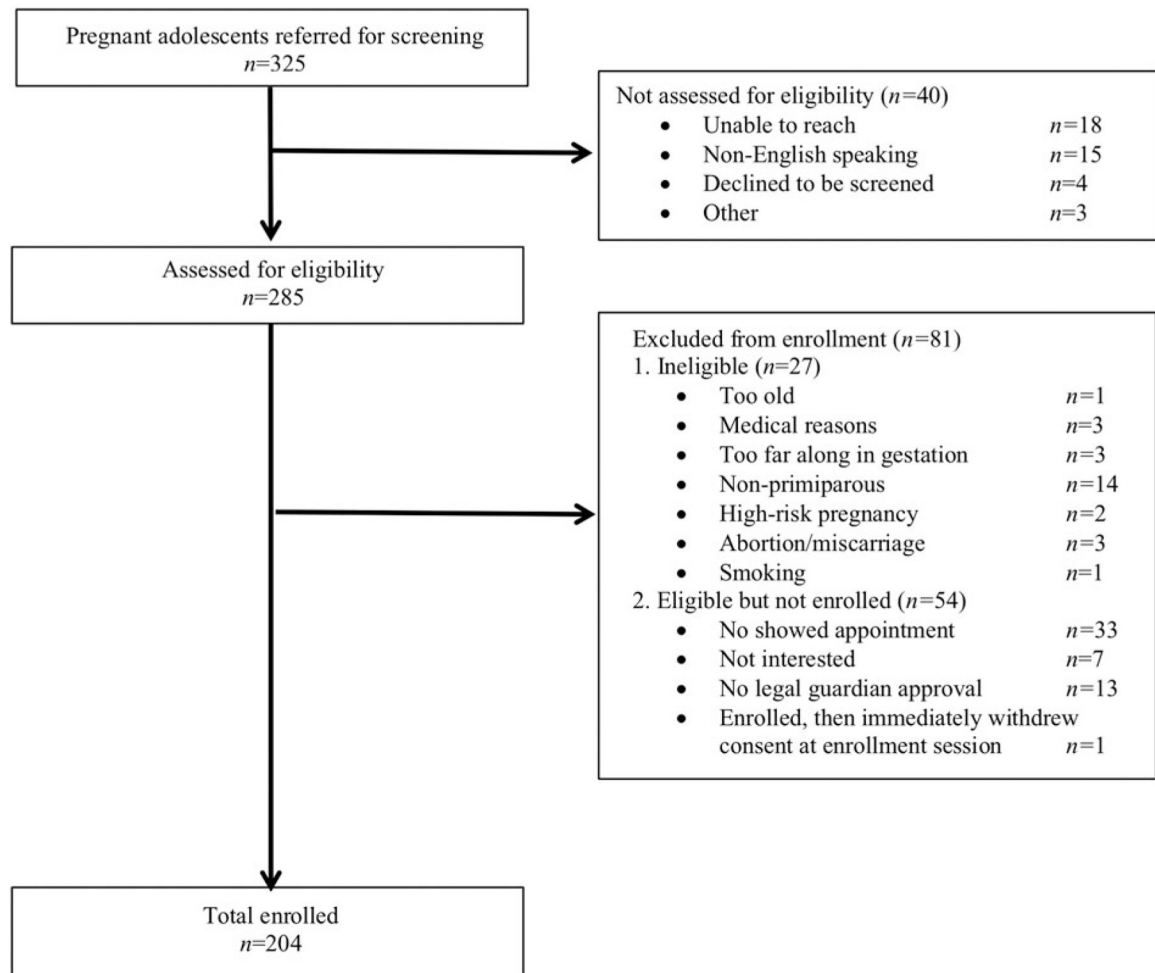 Pregnant adolescents referred for screening
n=325
Not assessed for eligibility (n=40)
• Unable to reach n=18
• Non-English speaking n=15
• Declined to be screened n=4
• Other n=3
Assessed for eligibility
n=285
Excluded from enrollment (n=81)
1. Ineligible (n=27)
• Too old n=1
• Medical reasons n=3
• Too far along in gestation n=3
• Non-primiparous n=14
• High-risk pregnancy n=2
• Abortion/miscarriage n=3
• Smoking n=1
2. Eligible but not enrolled (n=54)
• No showed appointment n=33
• Not interested n=7
• No legal guardian approval n=13
• Enrolled, then immediately withdrew
consent at enrollment session n=1
Total enrolled
n=204